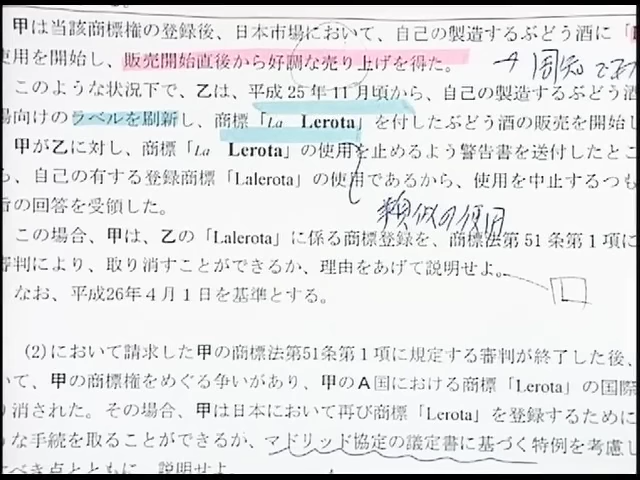 甲は当該商標権の登録後、日本市場において、自己の製造するぶどう酒に「
使用を開始し、販売開始直後から好調な売り上げを得た。 → 周知
このような状況下で、乙は、平成25年11月頃から、自己の製造するぶどう酒
場向けのラベルを刷新し、商標「La Lerota」を付したぶどう酒の販売を開始し
甲が乙に対し、商標「La Lerota」の使用を止めるよう警告書を送付したとこ
ら、自己の有する登録商標「Lalerota」の使用であるから、使用を中止するつも
旨の回答を受領した。
類似の使用
この場合、甲は、乙の「Lalerota」に係る商標登録を、商標法第51条第1項に
審判により、取り消すことができるか、理由をあげて説明せよ。
なお、平成26年4月1日を基準とする。
(2)において請求した甲の商標法第51条第1項に規定する審判が終了した後、
いて、甲の商標権をめぐる争いがあり、甲のA国における商標「Lerota」の国際
り消された。その場合、甲は日本において再び商標「Lerota」を登録するために
うな手続を取ることができるか、マドリッド協定の議定書に基づく特例を考慮し
べき点とともに、説明せよ。